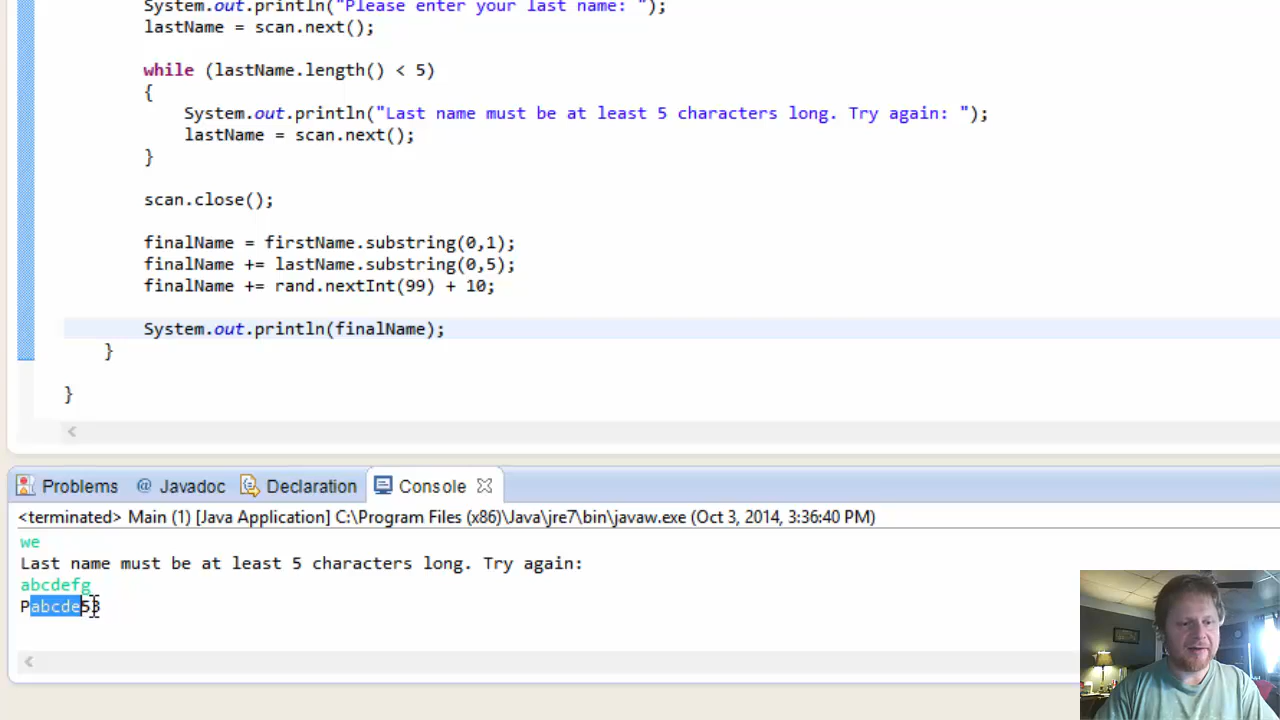 System.out.println("Please enter your last name: ");
lastName = scan.next();
while (lastName.length() < 5)
{
System.out.println("Last name must be at least 5 characters long. Try again: ");
lastName = scan.next();
}
scan.close();
finalName = firstName.substring(0,1);
finalName += lastName.substring(0,5);
finalName += rand.nextInt(99) + 10;
System.out.println(finalName);
}
}
Problems @ Javadoc Declaration Console
<terminated> Main (1) [Java Application] C:\Program Files (x86)\Java\jre7\bin\javaw.exe (Oct 3, 2014, 3:36:40 PM)
we
Last name must be at least 5 characters long. Try again:
abcdefg
Pabcde53